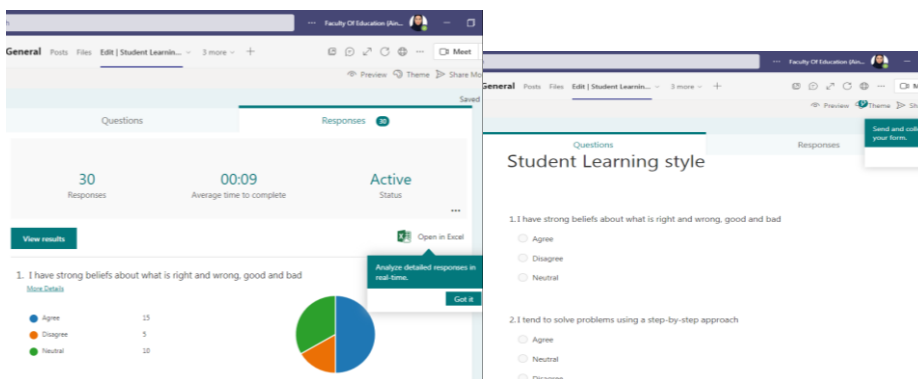 Faculty Of Education (Ain...
General Posts Files Edit | Student Learnin... 3 more
Meet
Preview Theme Share Mo
Saved
Questions Responses 30
30 00:09 Active
Responses Average time to complete Status
View results
Open in Excel
Analyze detailed responses in
real-time.
Got it
1. I have strong beliefs about what is right and wrong, good and bad
More Details
Agree 15
Disagree 5
Neutral 10
Faculty Of Education (Ain...
General Posts Files Edit | Student Learnin... 3 more
M
Preview Theme Sh
Send and coll
your form.
Questions Responses
Student Learning style
1. I have strong beliefs about what is right and wrong, good and bad
Agree
Disagree
Neutral
2. I tend to solve problems using a step-by-step approach
Agree
Neutral
Disagree